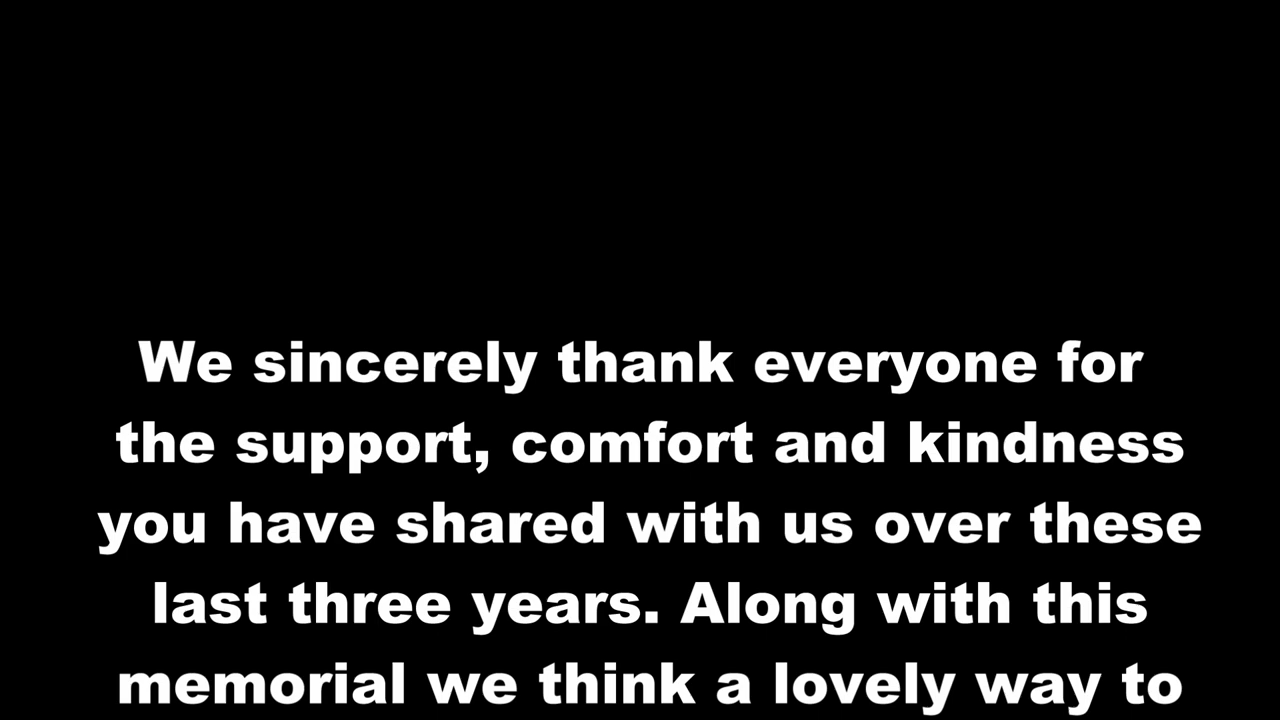 We sincerely thank everyone for
the support, comfort and kindness
you have shared with us over these
last three years. Along with this
memorial we think a lovely way to